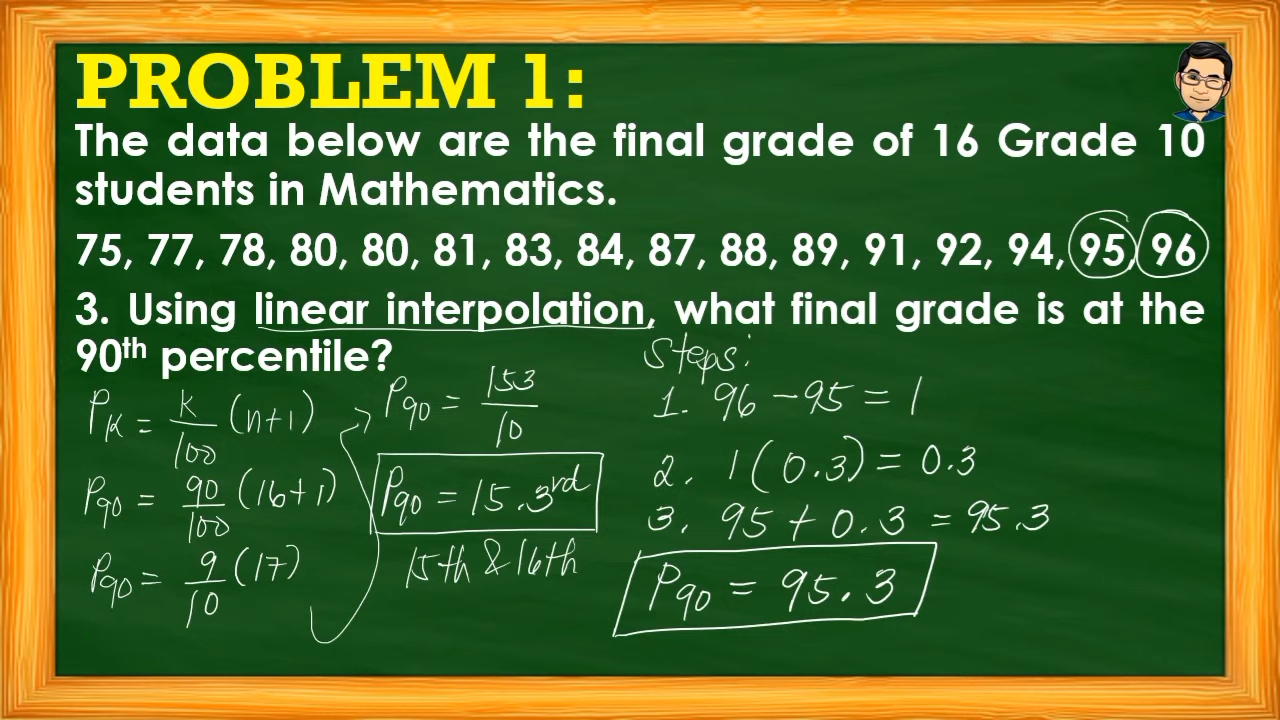 PROBLEM 1:
The data below are the final grade of 16 Grade 10
students in Mathematics.
75, 77, 78, 80, 80, 81, 83, 84, 87, 88, 89, 91, 92, 94, 95, 96
3. Using linear interpolation, what final grade is at the
90th percentile?
Pk = k/100 (n+1)
P90 = 90/100 (16+1)
P90 = 9/10 (17)
P90 = 153/10
P90 = 15.3rd
15th & 16th
Steps:
1. 96 - 95 = 1
2. 1(0.3) = 0.3
3. 95 + 0.3 = 95.3
P90 = 95.3